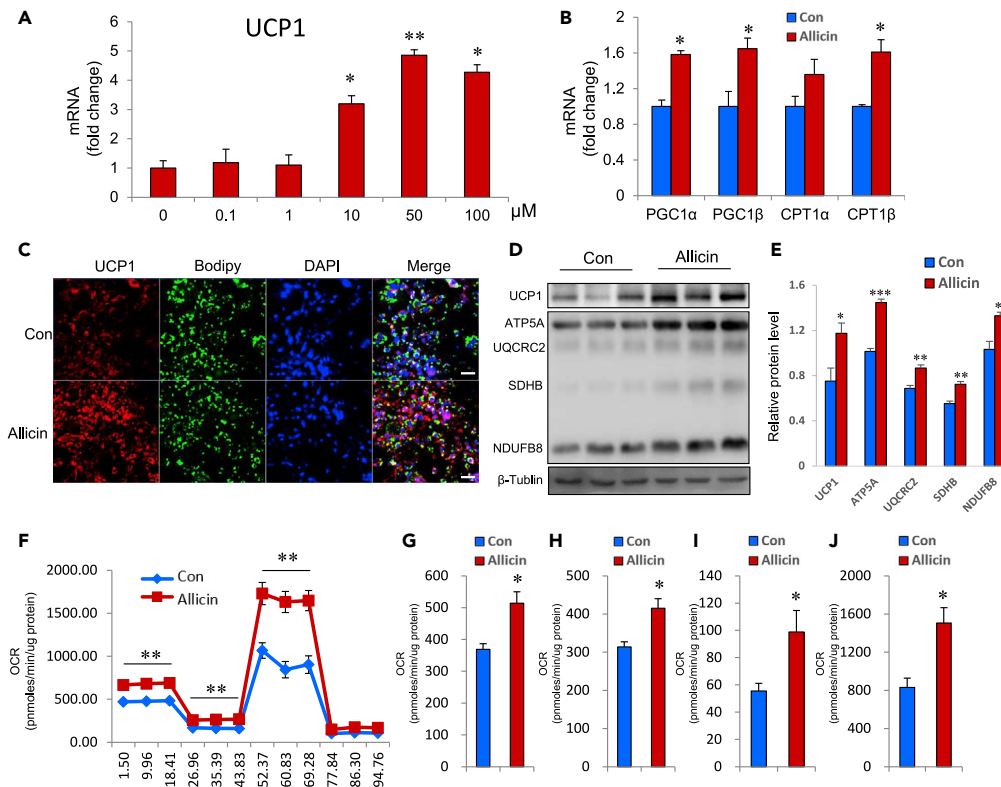 A
UCP1
mRNA
(fold change)
6
5
4
3
2
1
0
*
**
*
0 0.1 1 10 50 100 µM
B
Con
Allicin
mRNA
(fold change)
2
1.6
1.2
0.8
0.4
0
* * *
PGC1α PGC1β CPT1α CPT1β
C
UCP1 Bodipy DAPI Merge
Con
Allicin
D
Con Allicin
UCP1
ATP5A
UQCRC2
SDHB
NDUFB8
β-Tublin
E
Con
Allicin
Relative protein level
1.6
1.2
0.8
0.4
0
* *** ** ** *
UCP1 ATP5A UQCRC2 SDHB NDUFB8
F
Con
Allicin
OCR
(pnmoles/min/ug protein)
2000.00
1500.00
1000.00
500.00
0.00
** ** **
1.50 9.96 18.41 26.96 35.39 43.83 52.37 60.83 69.28 77.84 86.30 94.76
G
Con
Allicin
OCR
(pnmoles/min/ug protein)
600
500
400
300
200
100
0
*
H
Con
Allicin
OCR
(pnmoles/min/ug protein)
500
400
300
200
100
0
*
I
Con
Allicin
OCR
(pnmoles/min/ug protein)
140
120
100
80
60
40
20
0
*
J
Con
Allicin
OCR
(pnmoles/min/ug protein)
2000
1600
1200
800
400
0
*